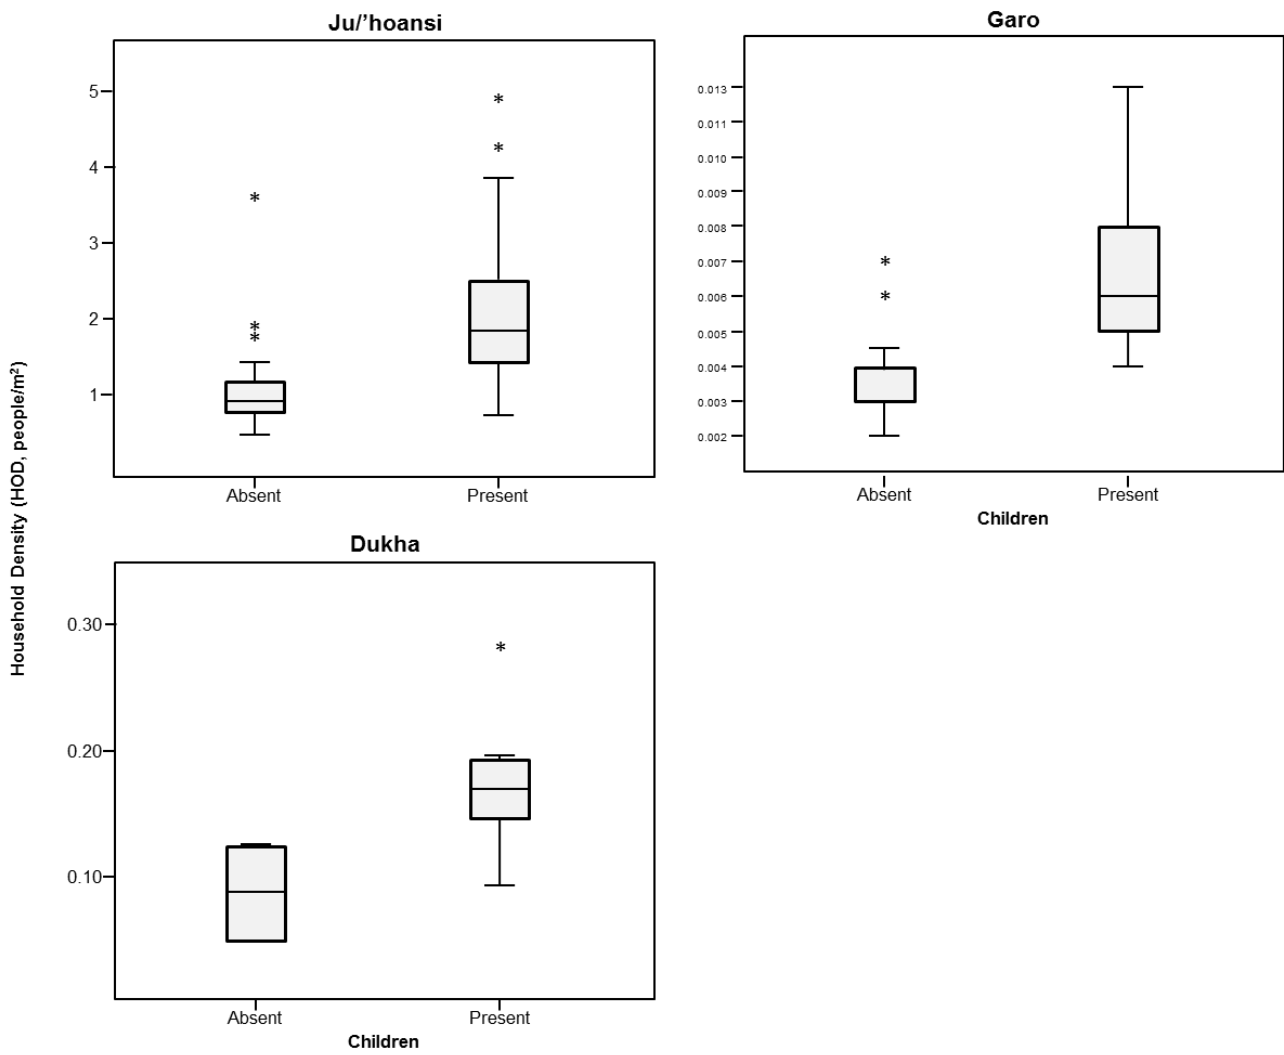 Ju/’hoansi
5
4
3
2
1
Absent Present
Garo
0.013
0.011
0.010
0.009
0.008
0.007
0.006
0.005
0.004
0.003
0.002
Absent Present
Children
Household Density (HOD, people/m²)
Dukha
0.30
0.20
0.10
Absent Present
Children